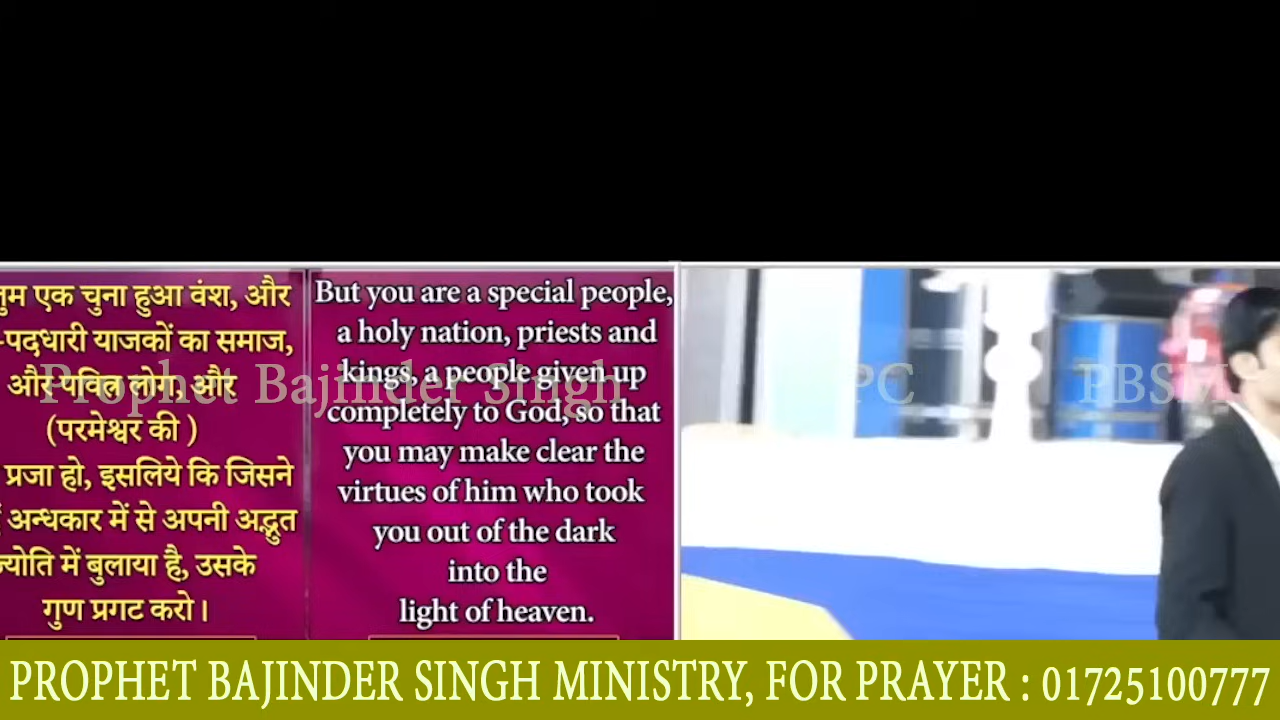 तुम एक चुना हुआ वंश, और
-पदधारी याजकों का समाज,
और पवित्र लोग, और
(परमेश्वर की )
प्रजा हो, इसलिये कि जिसने
अन्धकार में से अपनी अद्भुत
ज्योति में बुलाया है, उसके
गुण प्रगट करो।
But you are a special people,
a holy nation, priests and
kings, a people given up
completely to God, so that
you may make clear the
virtues of him who took
you out of the dark
into the
light of heaven.
Prophet Bajinder Singh
PC
PBSM
PROPHET BAJINDER SINGH MINISTRY, FOR PRAYER : 01725100777